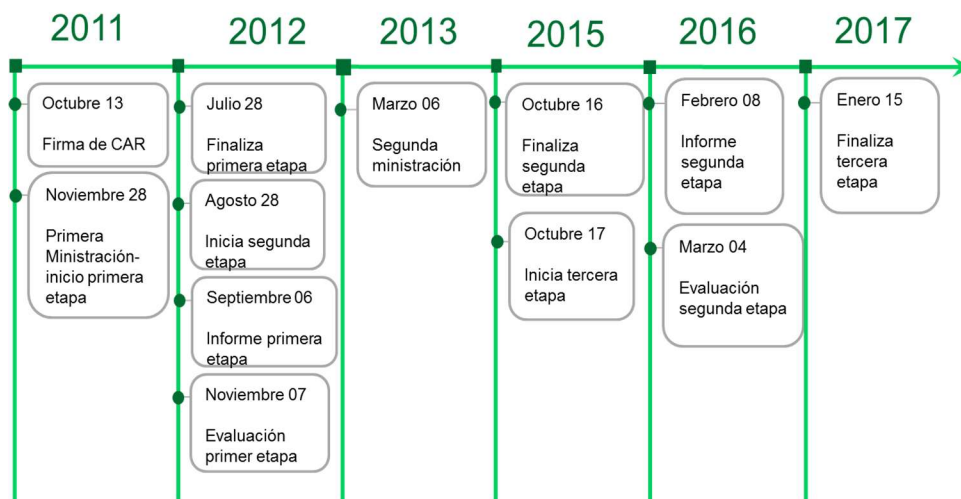 2011
Octubre 13
Firma de CAR
Noviembre 28
Primera
Ministración-
inicio primera
etapa
2012
Julio 28
Finaliza
primera etapa
Agosto 28
Inicia segunda
etapa
Septiembre 06
Informe primera
etapa
Noviembre 07
Evaluación
primer etapa
2013
Marzo 06
Segunda
ministración
2015
Octubre 16
Finaliza
segunda
etapa
Octubre 17
Inicia tercera
etapa
2016
Febrero 08
Informe
segunda
etapa
Marzo 04
Evaluación
segunda etapa
2017
Enero 15
Finaliza
tercera
etapa